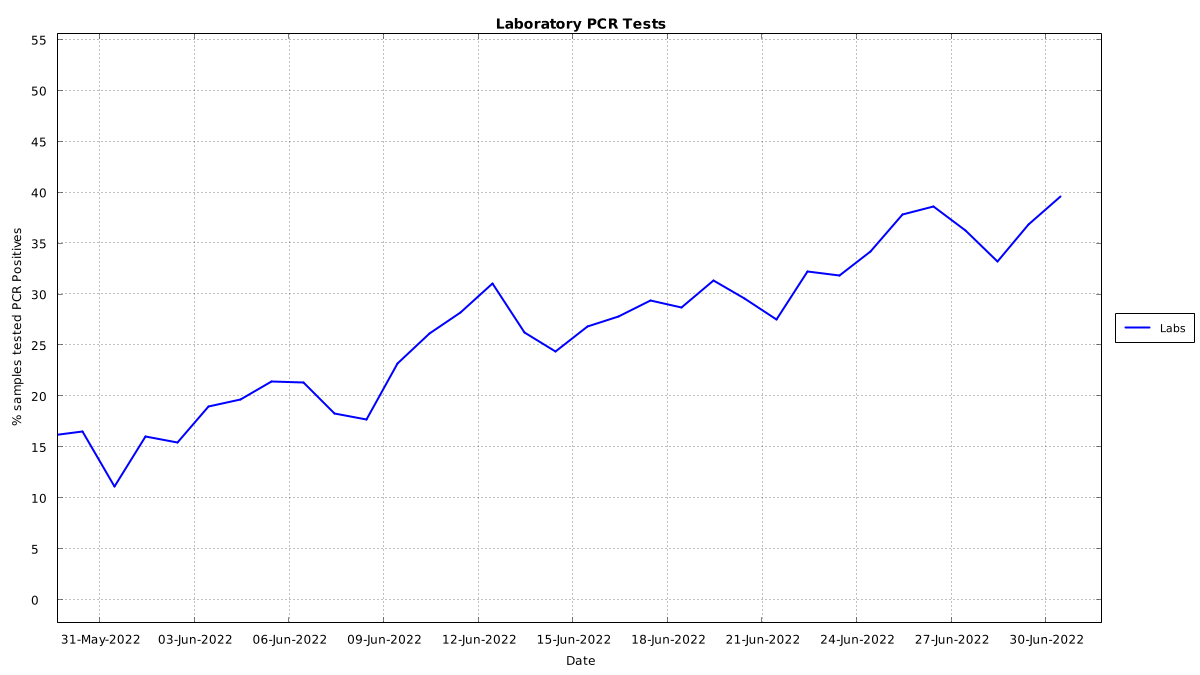 Laboratory PCR Tests
55
50
45
40
35
30
25
20
15
10
5
0
% samples tested PCR Positives
31-May-2022 03-Jun-2022 06-Jun-2022 09-Jun-2022 12-Jun-2022 15-Jun-2022 18-Jun-2022 21-Jun-2022 24-Jun-2022 27-Jun-2022 30-Jun-2022
Date
Labs